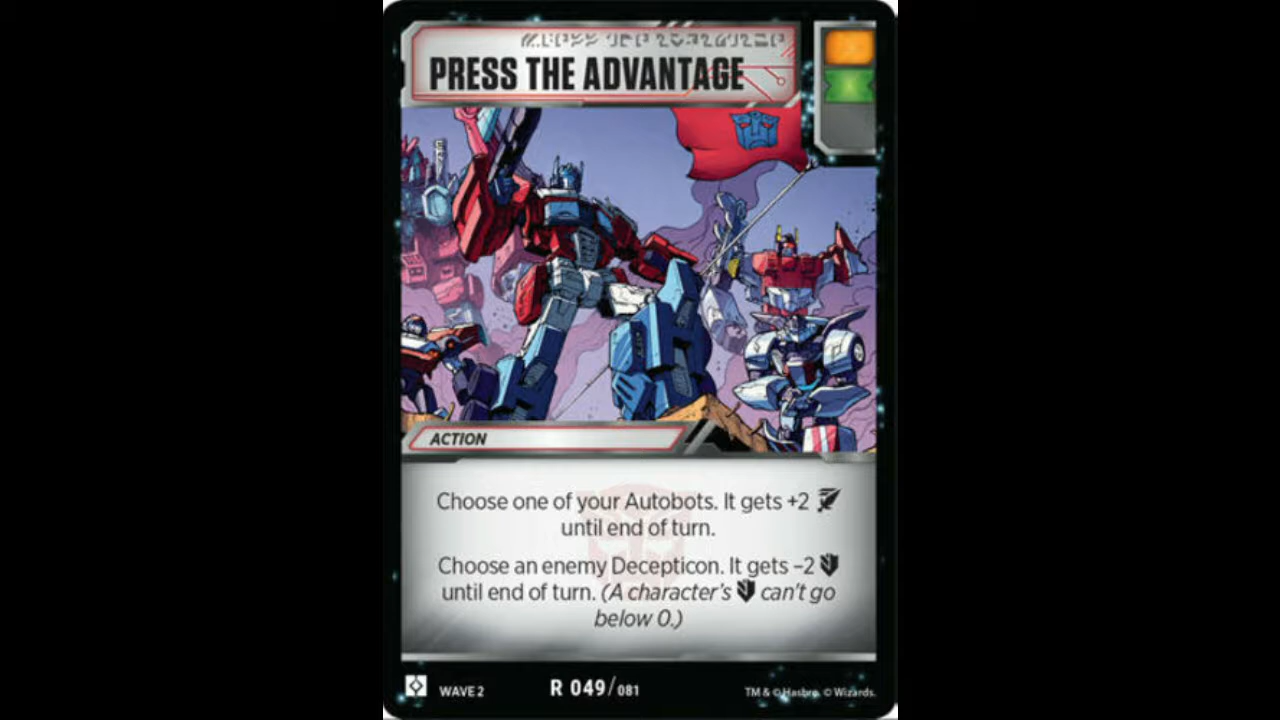 PRESS THE ADVANTAGE
ACTION
Choose one of your Autobots. It gets +2
until end of turn.
Choose an enemy Decepticon. It gets –2
until end of turn. (A character's can't go
below 0.)
WAVE 2
R 049/081
TM & © Hasbro. © Wizards.